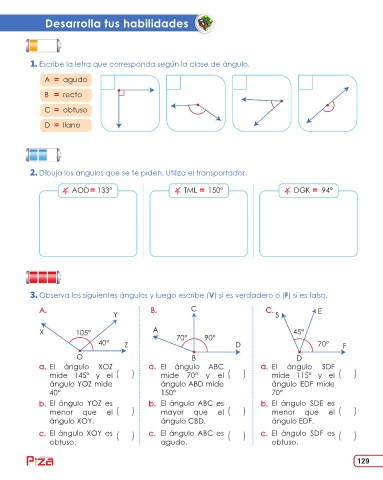 Desarrolla tus habilidades
1. Escribe la letra que corresponda según la clase de ángulo.
A = agudo
B = recto
C = obtuso
D = llano
2. Dibuja los ángulos que se te piden. Utiliza el transportador.
∡ AOD = 133° ∡ TML = 150° ∡ DGK = 94°
3. Observa los siguientes ángulos y luego escribe (V) si es verdadero o (F) si es falso.
A.
X Y Z O 105° 40°
B.
A C D B 70° 90°
C.
S E F D 45° 70°
a. El ángulo XOZ
mide 145° y el ( )
ángulo YOZ mide
40°
b. El ángulo YOZ es
menor que el ( )
ángulo XOY.
c. El ángulo XOY es ( )
obtuso.
a. El ángulo ABC
mide 70° y el ( )
ángulo ABD mide
150°
b. El ángulo ABC es
mayor que el ( )
ángulo CBD.
c. El ángulo ABC es ( )
agudo.
a. El ángulo SDF
mide 115° y el ( )
ángulo EDF mide
70°
b. El ángulo SDE es
menor que el ( )
ángulo EDF.
c. El ángulo SDF es ( )
obtuso.
P:za
129